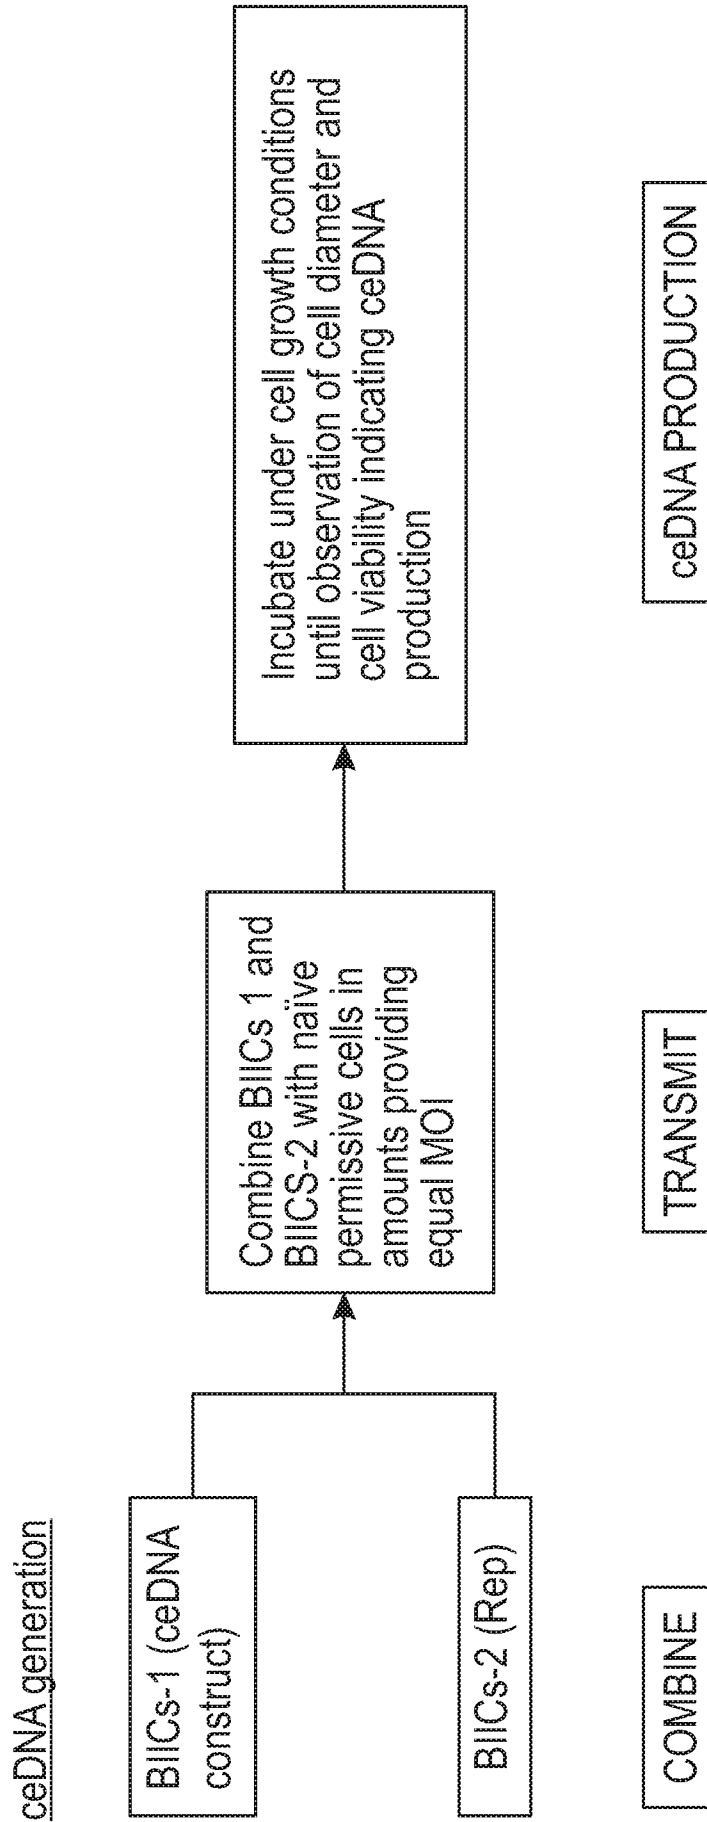 ceDNA generation
BIICs-1 (ceDNA
construct)
BIICs-2 (Rep)
Combine BIICs 1 and
BIICS-2 with naïve
permissive cells in
amounts providing
equal MOI
Incubate under cell growth conditions
until observation of cell diameter and
cell viability indicating ceDNA
production
COMBINE
TRANSMIT
ceDNA PRODUCTION